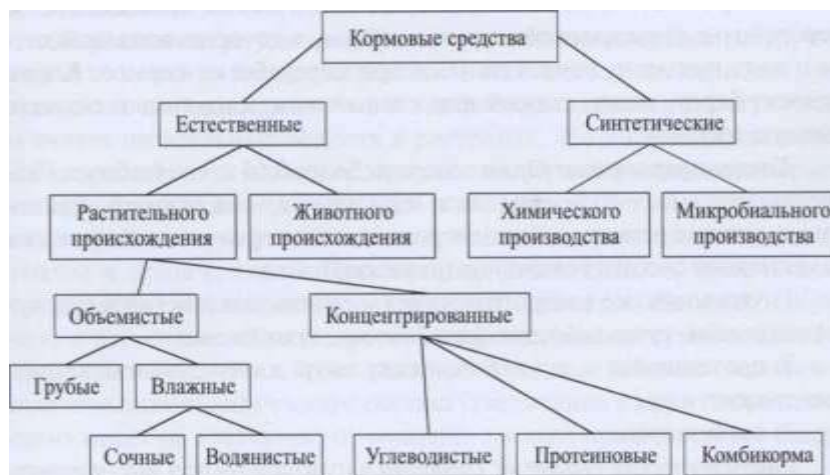 Кормовые средства
Естественные
Синтетические
Растительного
происхождения
Животного
происхождения
Химического
производства
Микробиального
производства
Объемистые
Концентрированные
Грубые
Влажные
Сочные
Водянистые
Углеводистые
Протеиновые
Комбикорма